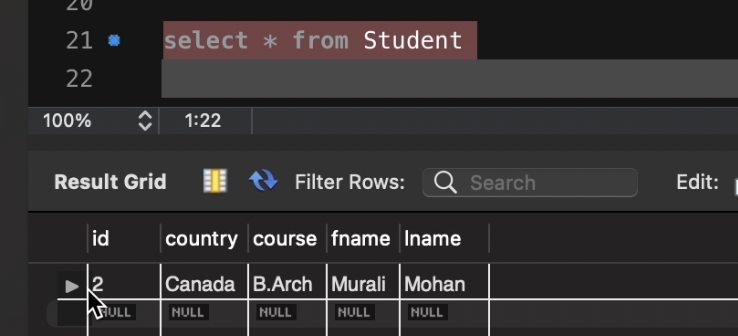 20
21 select * from Student
22
100% 1:22
Result Grid Filter Rows: Search Edit:
id country course fname lname
2 Canada B.Arch Murali Mohan
NULL NULL NULL NULL NULL